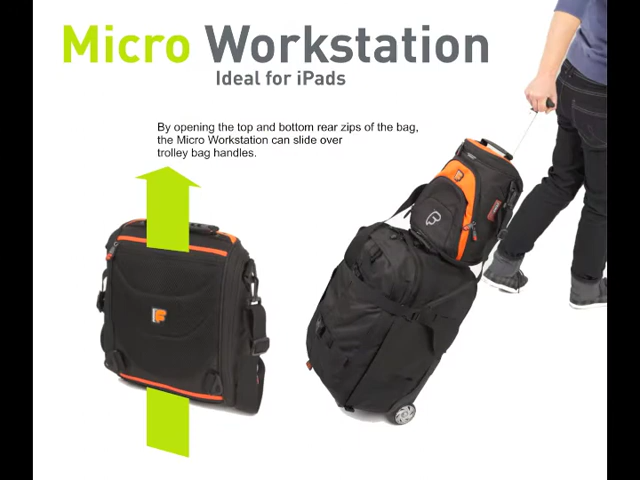 Micro Workstation
Ideal for iPads
By opening the top and bottom rear zips of the bag,
the Micro Workstation can slide over
trolley bag handles.